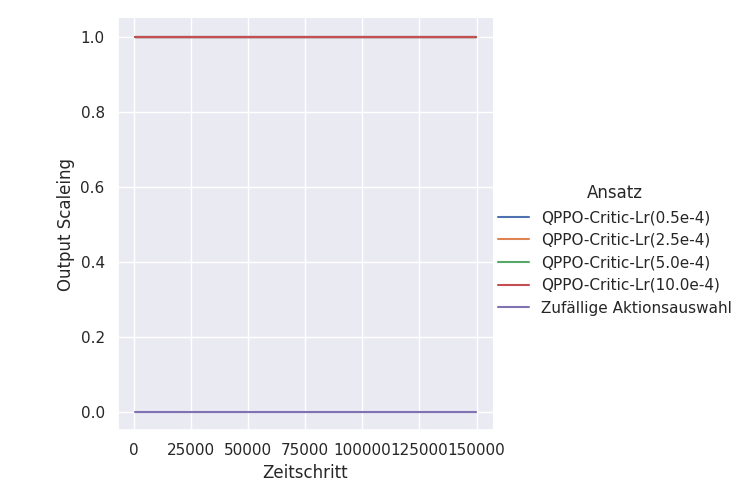 1.0
0.8
0.6
0.4
0.2
0.0
Output Scaleing
0 25000 50000 75000 100000 125000 150000
Zeitschritt
Ansatz
QPPO-Critic-Lr(0.5e-4)
QPPO-Critic-Lr(2.5e-4)
QPPO-Critic-Lr(5.0e-4)
QPPO-Critic-Lr(10.0e-4)
Zufällige Aktionsauswahl